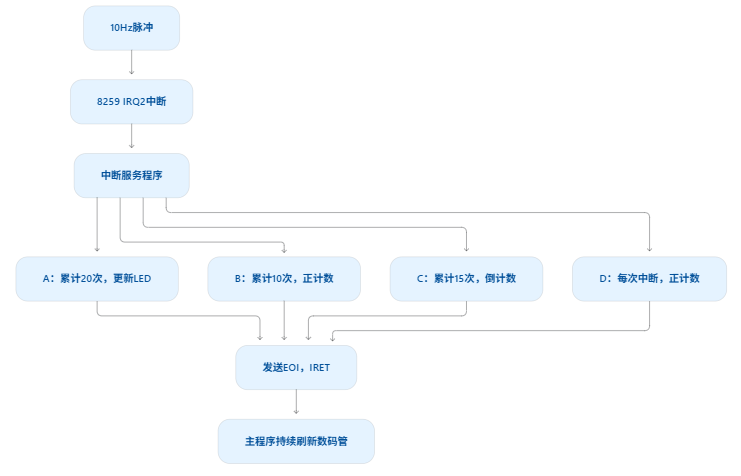 10Hz脉冲
8259 IRQ2中断
中断服务程序
A：累计20次，更新LED
B：累计10次，正计数
C：累计15次，倒计数
D：每次中断，正计数
发送EOI，IRET
主程序持续刷新数码管